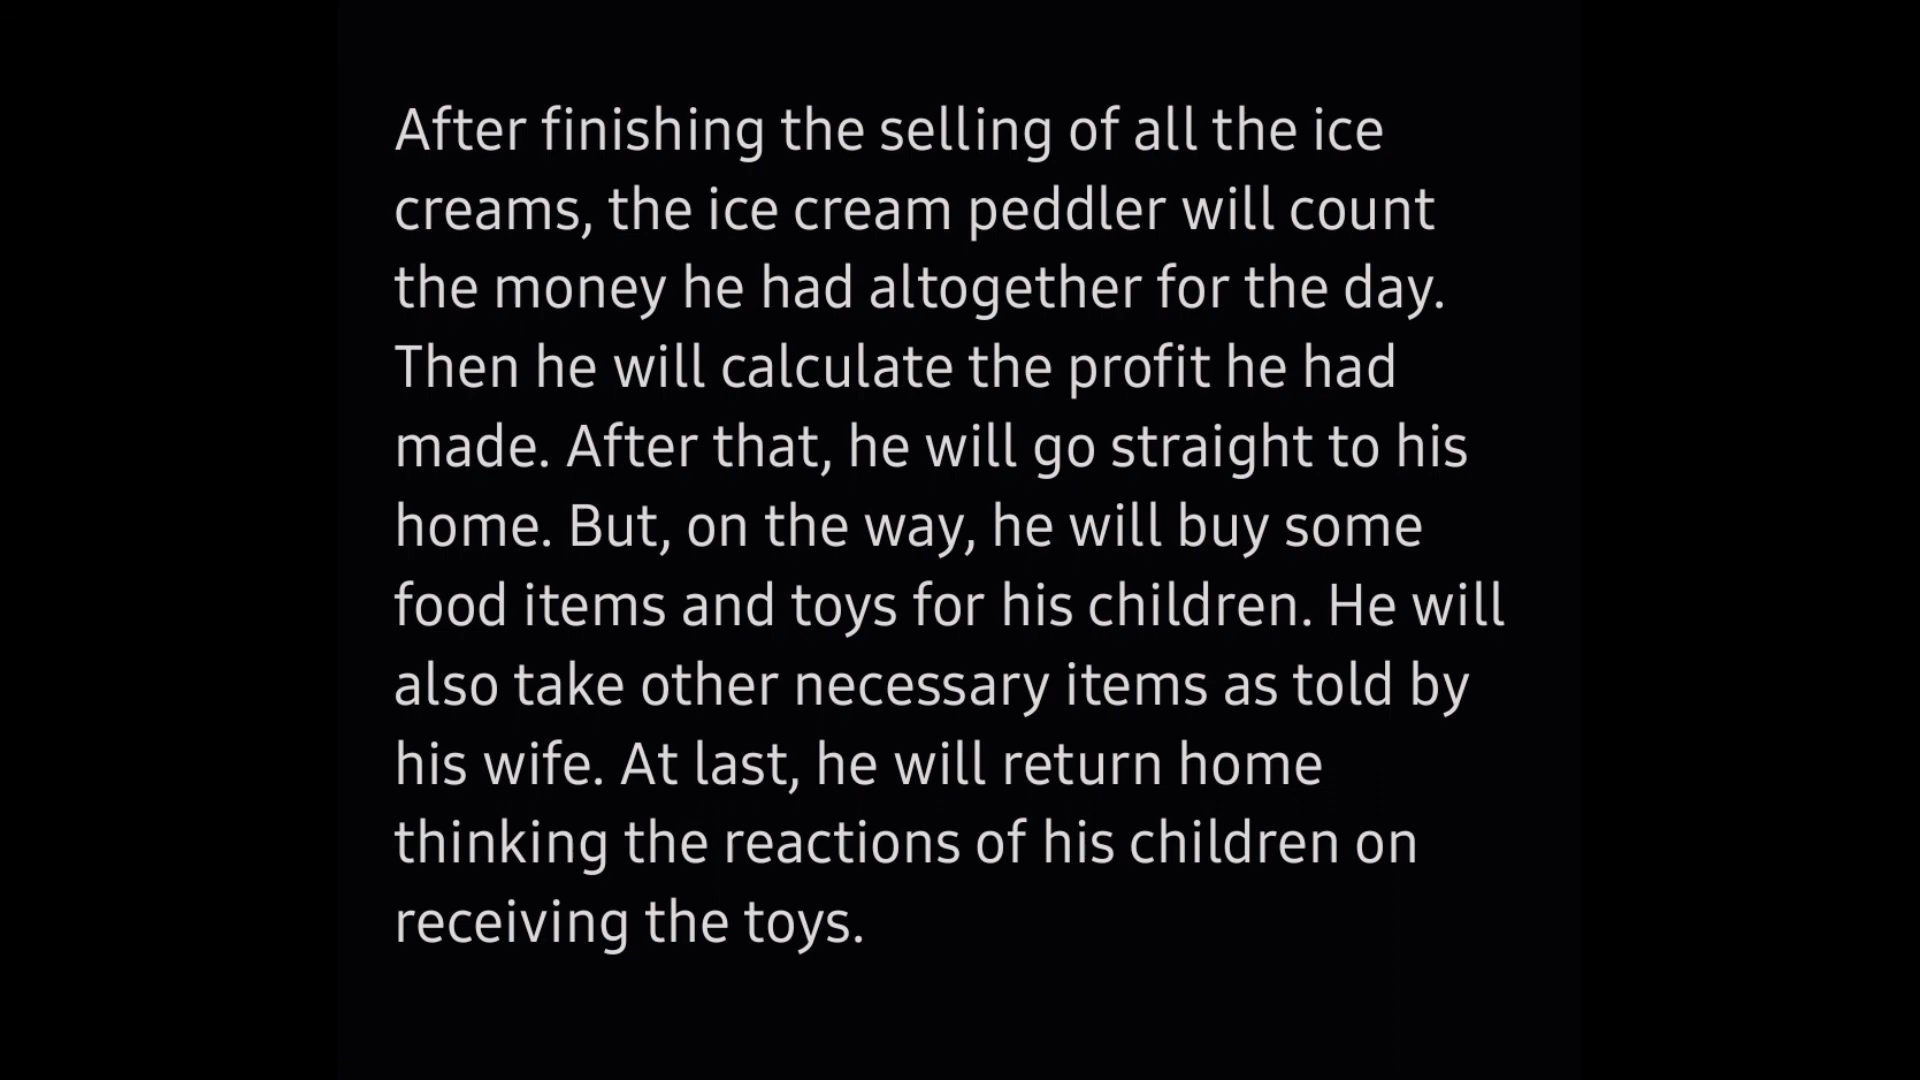 After finishing the selling of all the ice
creams, the ice cream peddler will count
the money he had altogether for the day.
Then he will calculate the profit he had
made. After that, he will go straight to his
home. But, on the way, he will buy some
food items and toys for his children. He will
also take other necessary items as told by
his wife. At last, he will return home
thinking the reactions of his children on
receiving the toys.